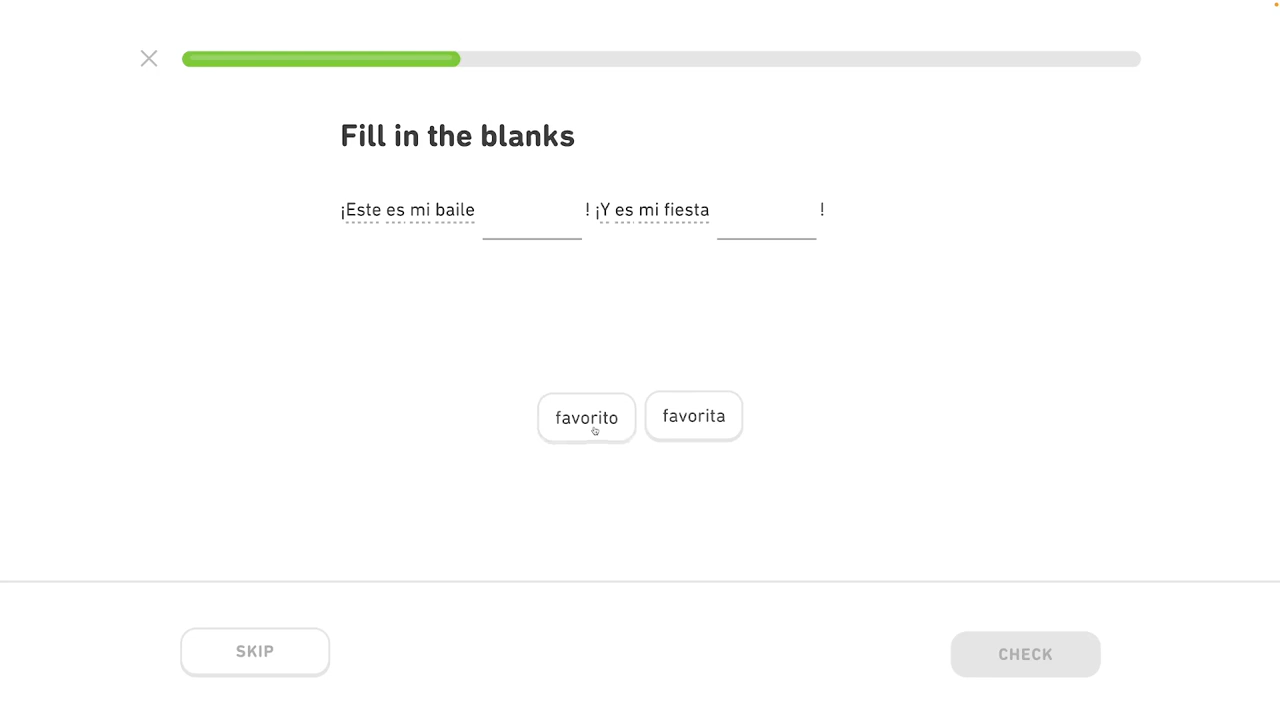 Fill in the blanks
¡Este es mi baile ! ¡Y es mi fiesta !
favorito favorita
SKIP CHECK